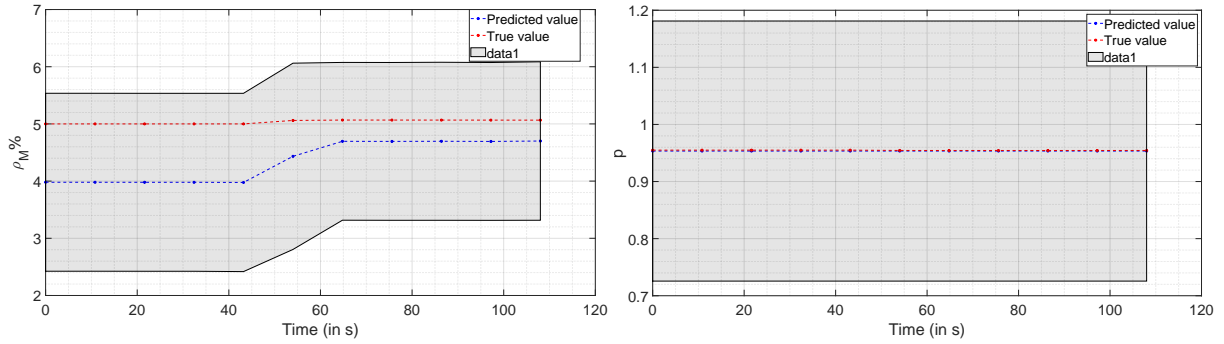 7
6
5
4
3
2
ρM%
0 20 40 60 80 100 120
Time (in s)
Predicted value
True value
data1
1.2
1.1
1
0.9
0.8
0.7
p
0 20 40 60 80 100 120
Time (in s)
Predicted value
True value
data1